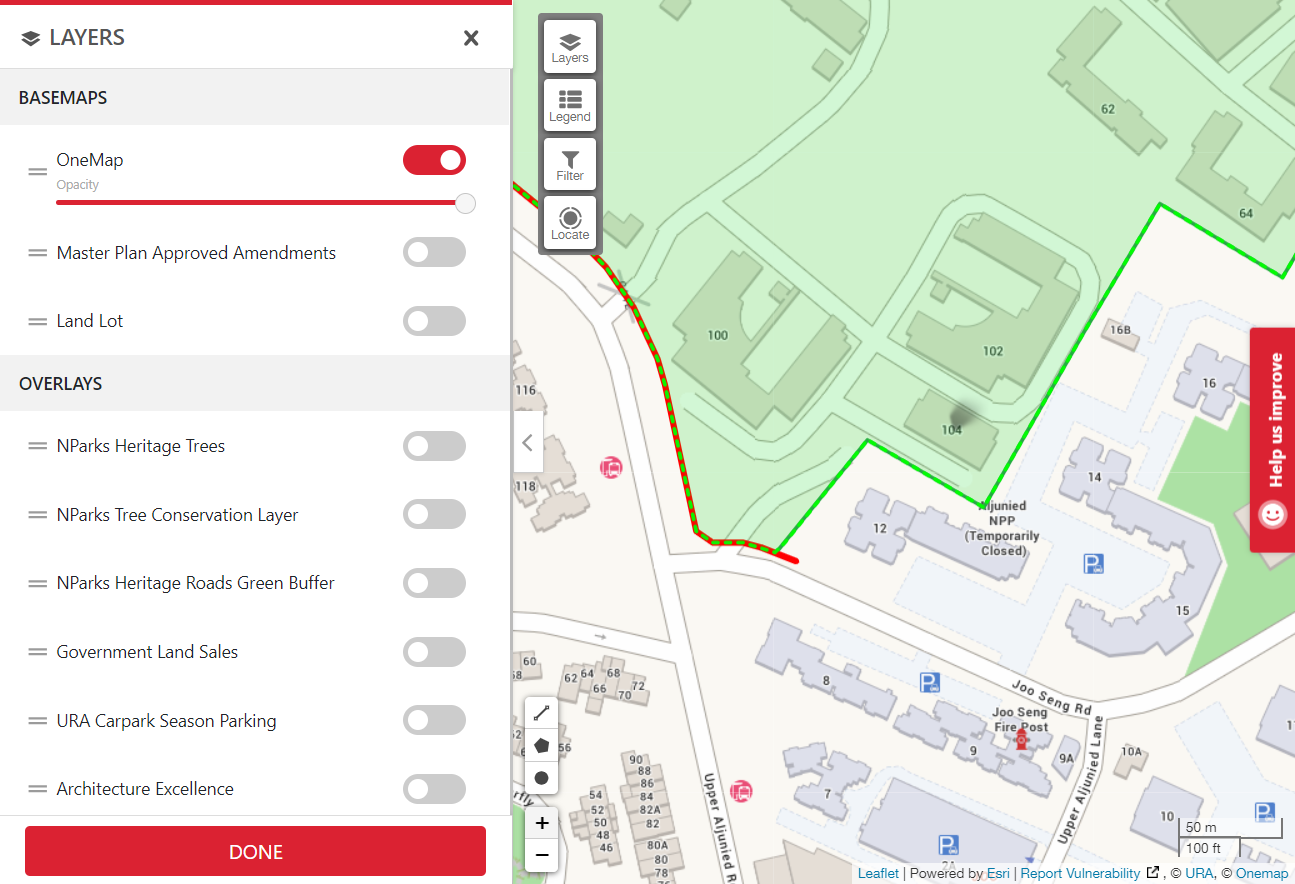 LAYERS
BASEMAPS
OneMap
Opacity
Master Plan Approved Amendments
Land Lot
OVERLAYS
NParks Heritage Trees
NParks Tree Conservation Layer
NParks Heritage Roads Green Buffer
Government Land Sales
URA Carpark Season Parking
Architecture Excellence
DONE
Layers
Legend
Filter
Locate
62
64
100
102
104
16B
16
116
118
14
12
Aljunied
NPP
(Temporarily
Closed)
15
Help us improve
60
62 64 68
66 70 72
56
8
Joo Seng Rd
Joo Seng
Fire Post
9
9A
10A
7
10
90
88
86
84
82A
82
80A
80
78
54
52
50
48
46
Upper Aljunied Lane
Upper Aljunied R
+
−
50 m
100 ft
Leaflet | Powered by Esri | Report Vulnerability , © URA, © Onemap